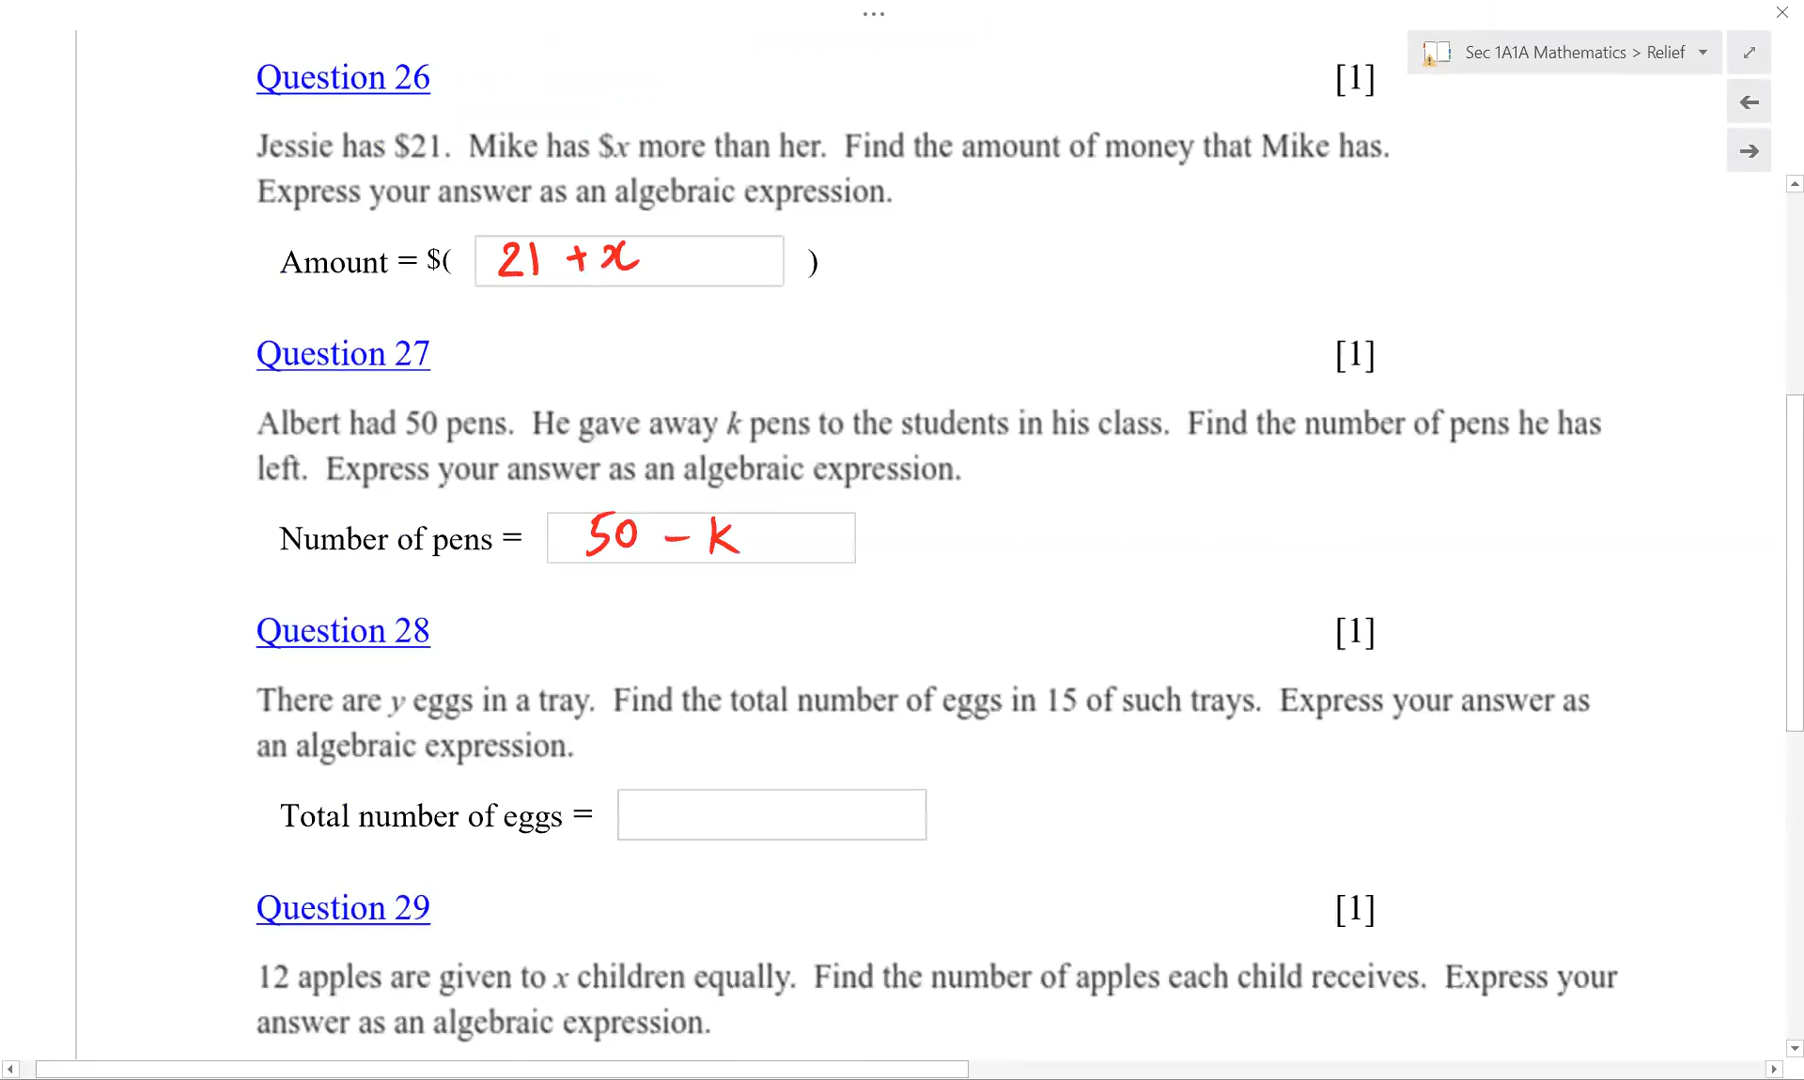 Sec 1A1A Mathematics > Relief
Question 26 [1]
Jessie has $21. Mike has $x more than her. Find the amount of money that Mike has.
Express your answer as an algebraic expression.
Amount = $( 21 + x )
Question 27 [1]
Albert had 50 pens. He gave away k pens to the students in his class. Find the number of pens he has
left. Express your answer as an algebraic expression.
Number of pens = 50 - k
Question 28 [1]
There are y eggs in a tray. Find the total number of eggs in 15 of such trays. Express your answer as
an algebraic expression.
Total number of eggs =
Question 29 [1]
12 apples are given to x children equally. Find the number of apples each child receives. Express your
answer as an algebraic expression.